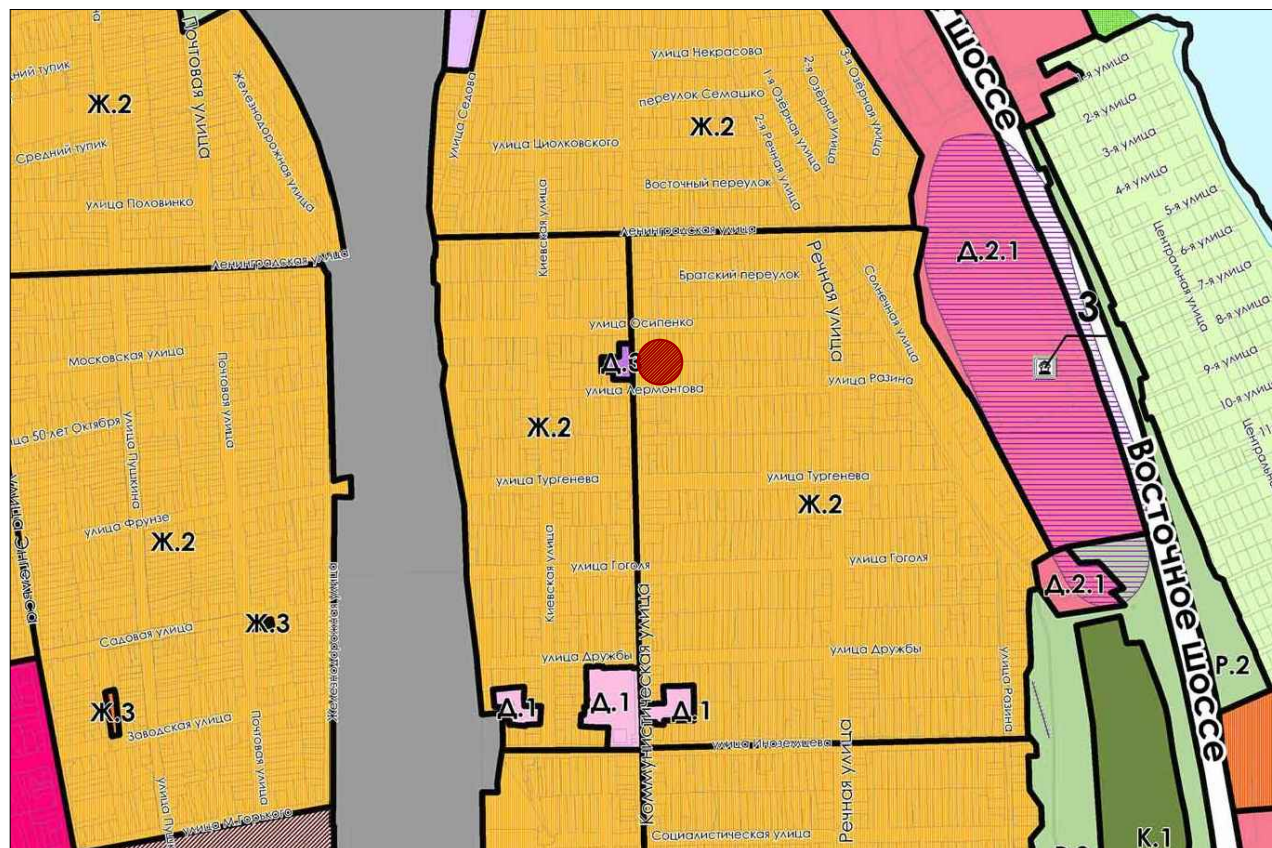 Почтовая улица
Железнодорожная улица
Ж.2
Средний тупик
улица Половинко
Ленинградская улица
улица Седова
улица Некрасова
переулок Семашко
1-я Озёрная улица
2-я Озёрная улица
3-я Озёрная улица
Ж.2
улица Циолковского
2-я Речная улица
Восточный переулок
Киевская улица
Ленинградская улица
шоссе
1-я улица
2-я улица
3-я улица
4-я улица
5-я улица
6-я улица
7-я улица
8-я улица
9-я улица
10-я улица
Центральная улица
Д.2.1
3
Братский переулок
Речная улица
Солнечная улица
улица Осипенко
Д.3
улица Лермонтова
улица Разина
Московская улица
Почтовая улица
улица Пушкина
Ж.2
улица Тургенева
улица Тургенева
Ж.2
Восточное шоссе
улица Фрунзе
Ж.2
Киевская улица
улица Гоголя
улица Гоголя
Д.2.1
Коммунистическая улица
Железнодорожная улица
Садовая улица
Ж.3
улица Дружбы
улица Дружбы
улица Разина
Р.2
Ж.3
Заводская улица
Почтовая улица
Д.1
Д.1
Д.1
улица Иноземцева
Речная улица
улица М.Горького
Социалистическая улица
К.1